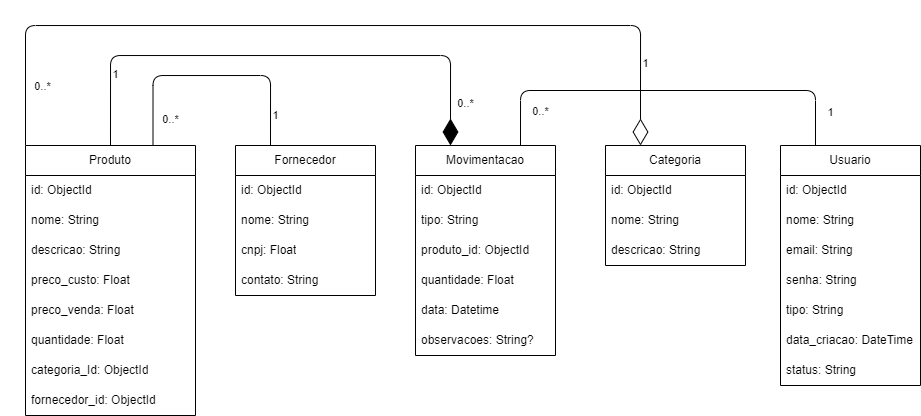 1
0..*
1
0..*
0..*
1
0..*
1
Produto
id: ObjectId
nome: String
descricao: String
preco_custo: Float
preco_venda: Float
quantidade: Float
categoria_Id: ObjectId
fornecedor_id: ObjectId
Fornecedor
id: ObjectId
nome: String
cnpj: Float
contato: String
Movimentacao
id: ObjectId
tipo: String
produto_id: ObjectId
quantidade: Float
data: Datetime
observacoes: String?
Categoria
id: ObjectId
nome: String
descricao: String
Usuario
id: ObjectId
nome: String
email: String
senha: String
tipo: String
data_criacao: DateTime
status: String